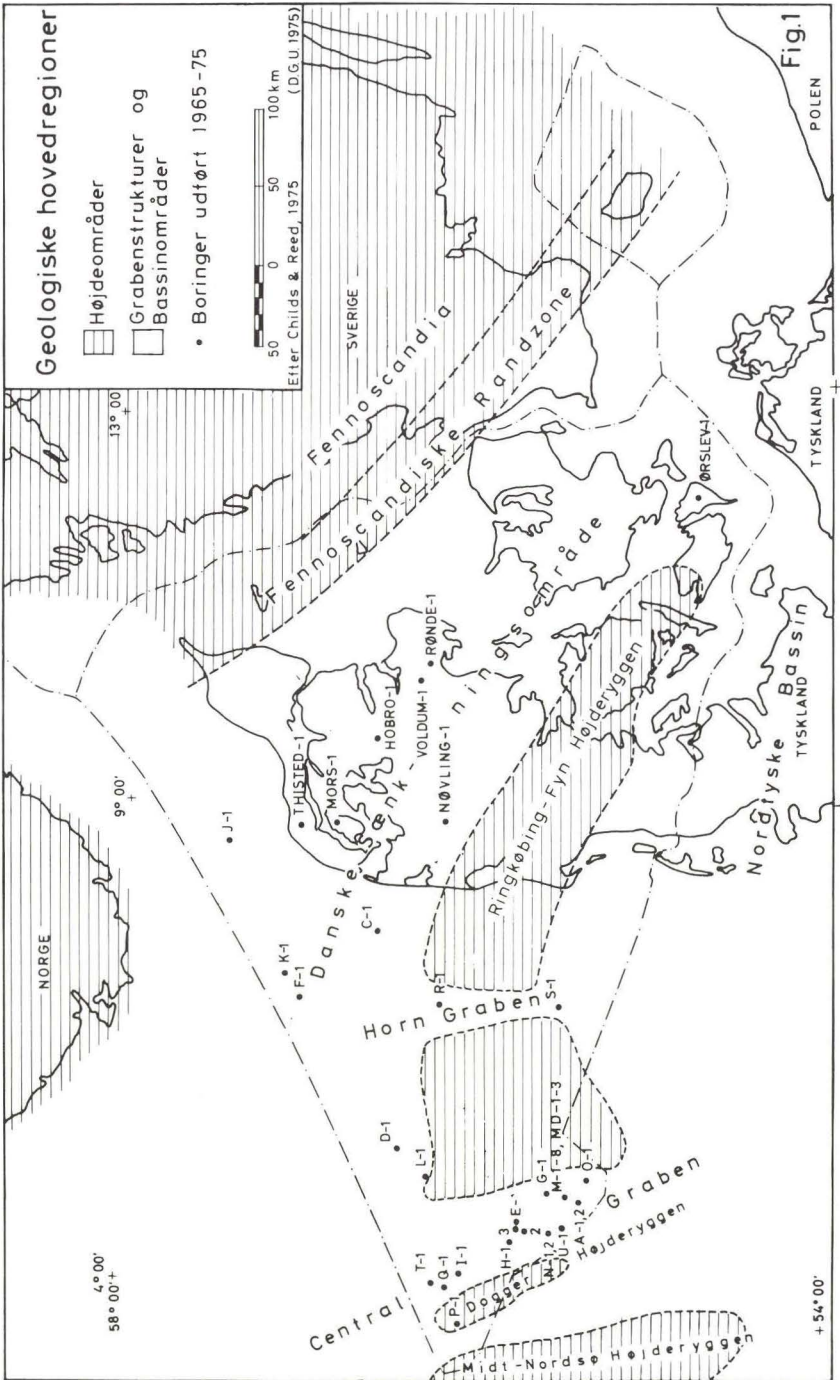 Geologiske hovedregioner
Højdeområder
Grabenstrukturer og
Bassinområder
Boringer udført 1965-75
50 0 50 100 km
Efter Childs & Reed, 1975 (D.G.U. 1975)
NORGE
SVERIGE
4° 00'
58° 00'
9° 00'
13° 00
Fennoscandia
Fennoscandiske Randzone
J-1
K-1
F-1
THISTED-1
MORS-1
HOBRO-1
C-1
Danske Sænkningsområde
VOLDUM-1
RØNDE-1
NØVLING-1
D-1
L-1
R-1
Horn Graben
S-1
Ringkøbing-Fyn Højderyggen
T-1
Q-1
I-1
P-1
Central Graben
Dogger Højderyggen
H-1
3
E-1
2
N-1,2
U-1
G-1
M-1-8, MD-1-3
A-1,2
O-1
Midt-Nordsø Højderyggen
ØRSLEV-1
Nordtyske Bassin
TYSKLAND
TYSKLAND
POLEN
54° 00'
Fig.1